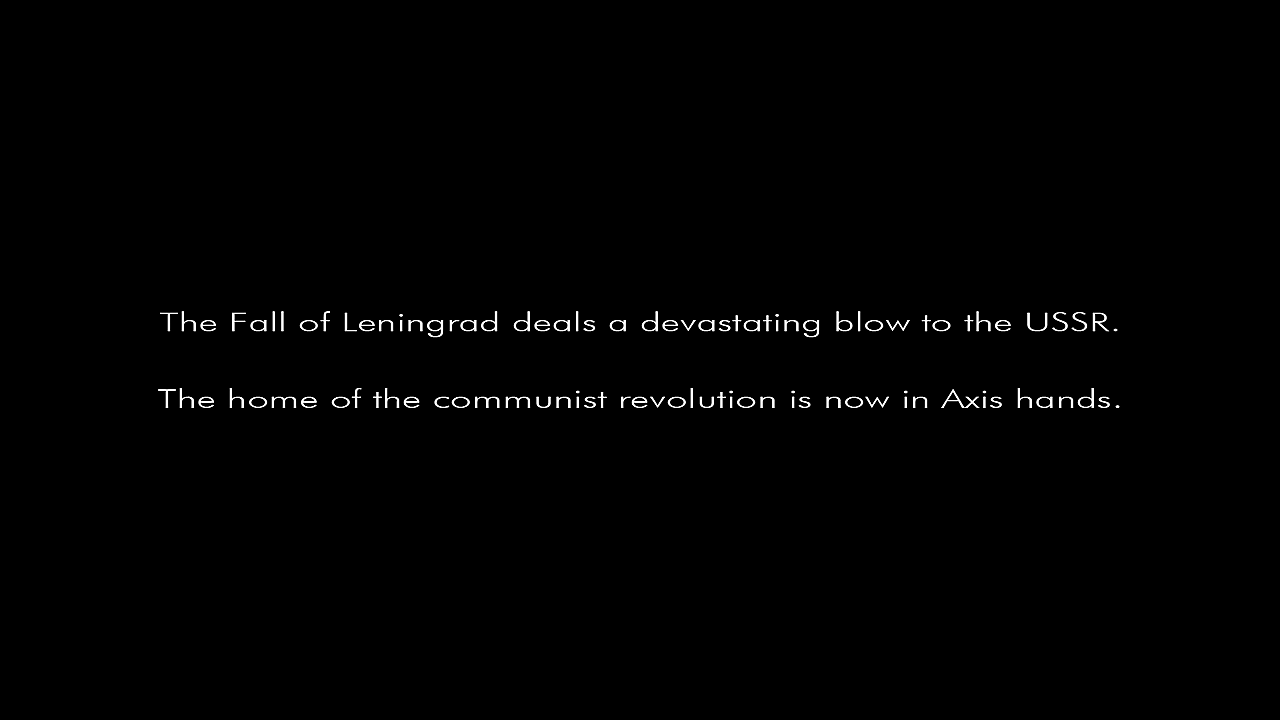 The Fall of Leningrad deals a devastating blow to the USSR.
The home of the communist revolution is now in Axis hands.